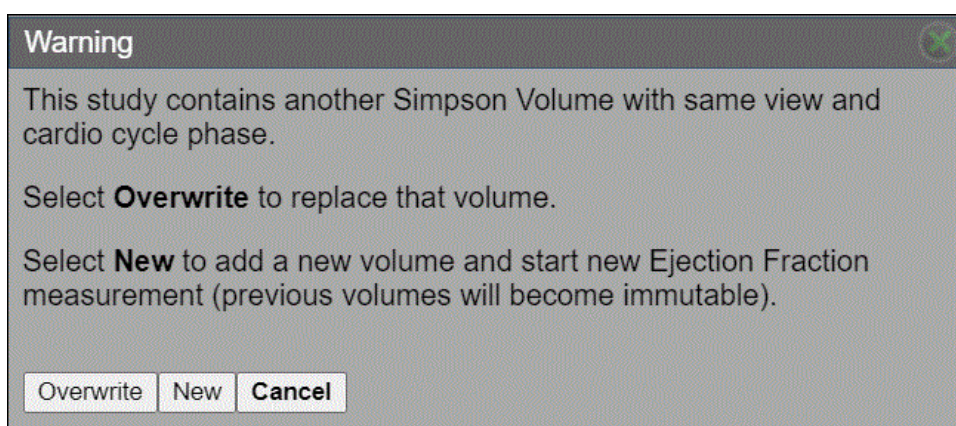 Warning
This study contains another Simpson Volume with same view and
cardio cycle phase.
Select Overwrite to replace that volume.
Select New to add a new volume and start new Ejection Fraction
measurement (previous volumes will become immutable).
Overwrite New Cancel